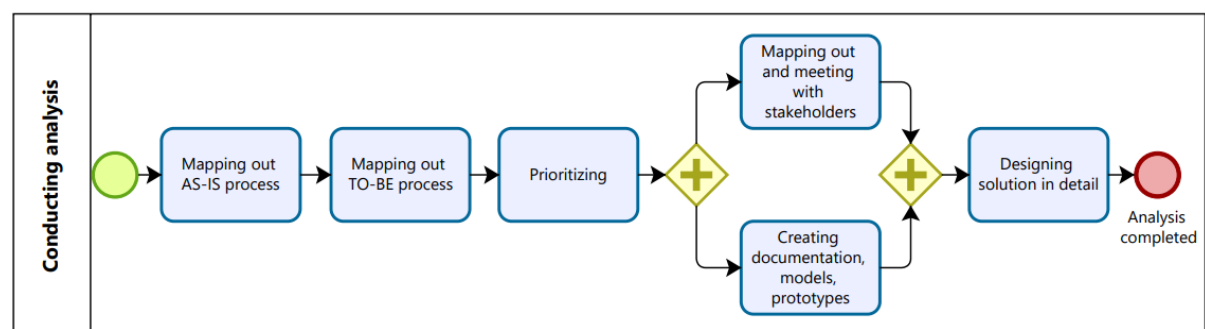 Conducting analysis
Mapping out
AS-IS process
Mapping out
TO-BE process
Prioritizing
Mapping out
and meeting
with
stakeholders
Creating
documentation,
models,
prototypes
Designing
solution in detail
Analysis
completed